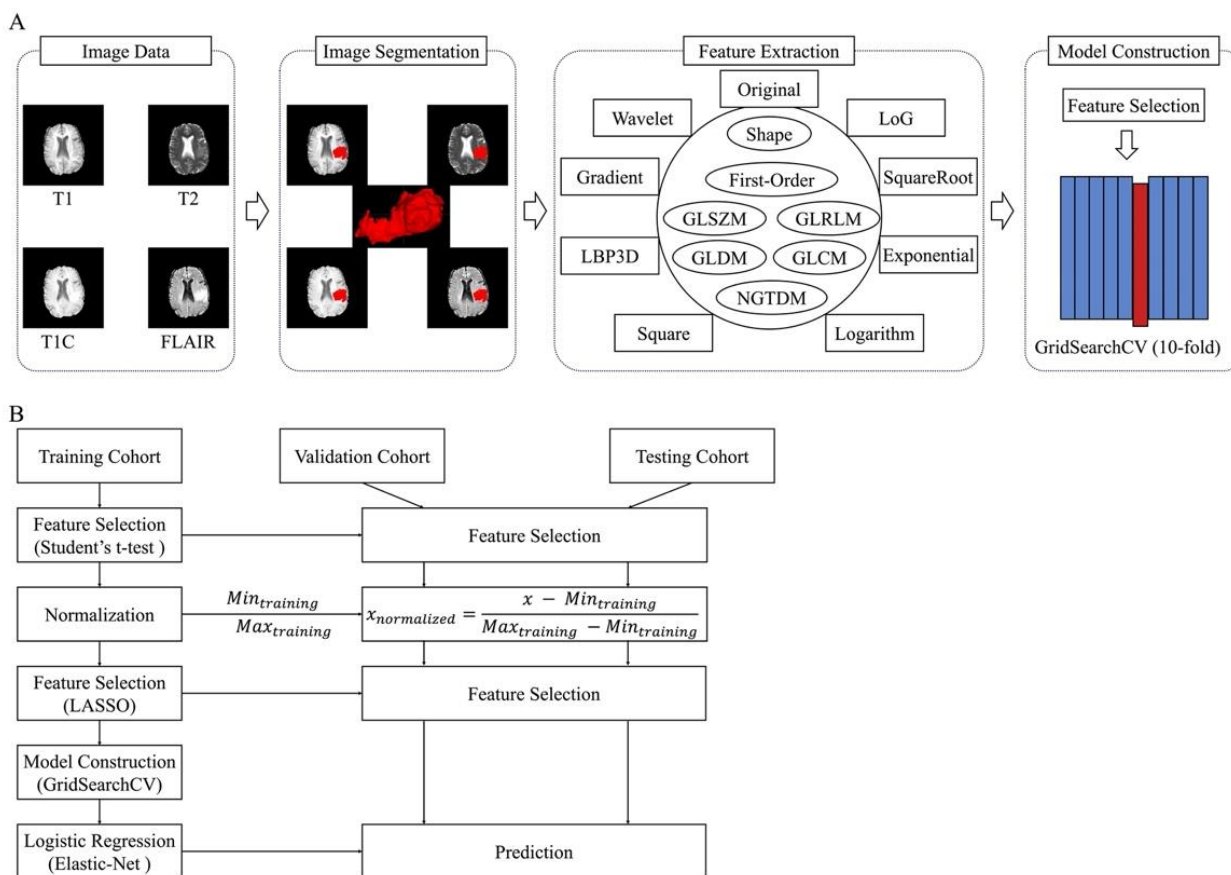 A
Image Data
T1
T2
T1C
FLAIR
Image Segmentation
Feature Extraction
Original
Wavelet
LoG
Shape
Gradient
First-Order
SquareRoot
GLSZM
GLRLM
LBP3D
GLDM
GLCM
Exponential
NGTDM
Square
Logarithm
Model Construction
Feature Selection
GridSearchCV (10-fold)
B
Training Cohort
Validation Cohort
Testing Cohort
Feature Selection
(Student's t-test )
Feature Selection
Normalization
Min_training
Max_training
x_normalized = (x − Min_training) / (Max_training − Min_training)
Feature Selection
(LASSO)
Feature Selection
Model Construction
(GridSearchCV)
Logistic Regression
(Elastic-Net )
Prediction